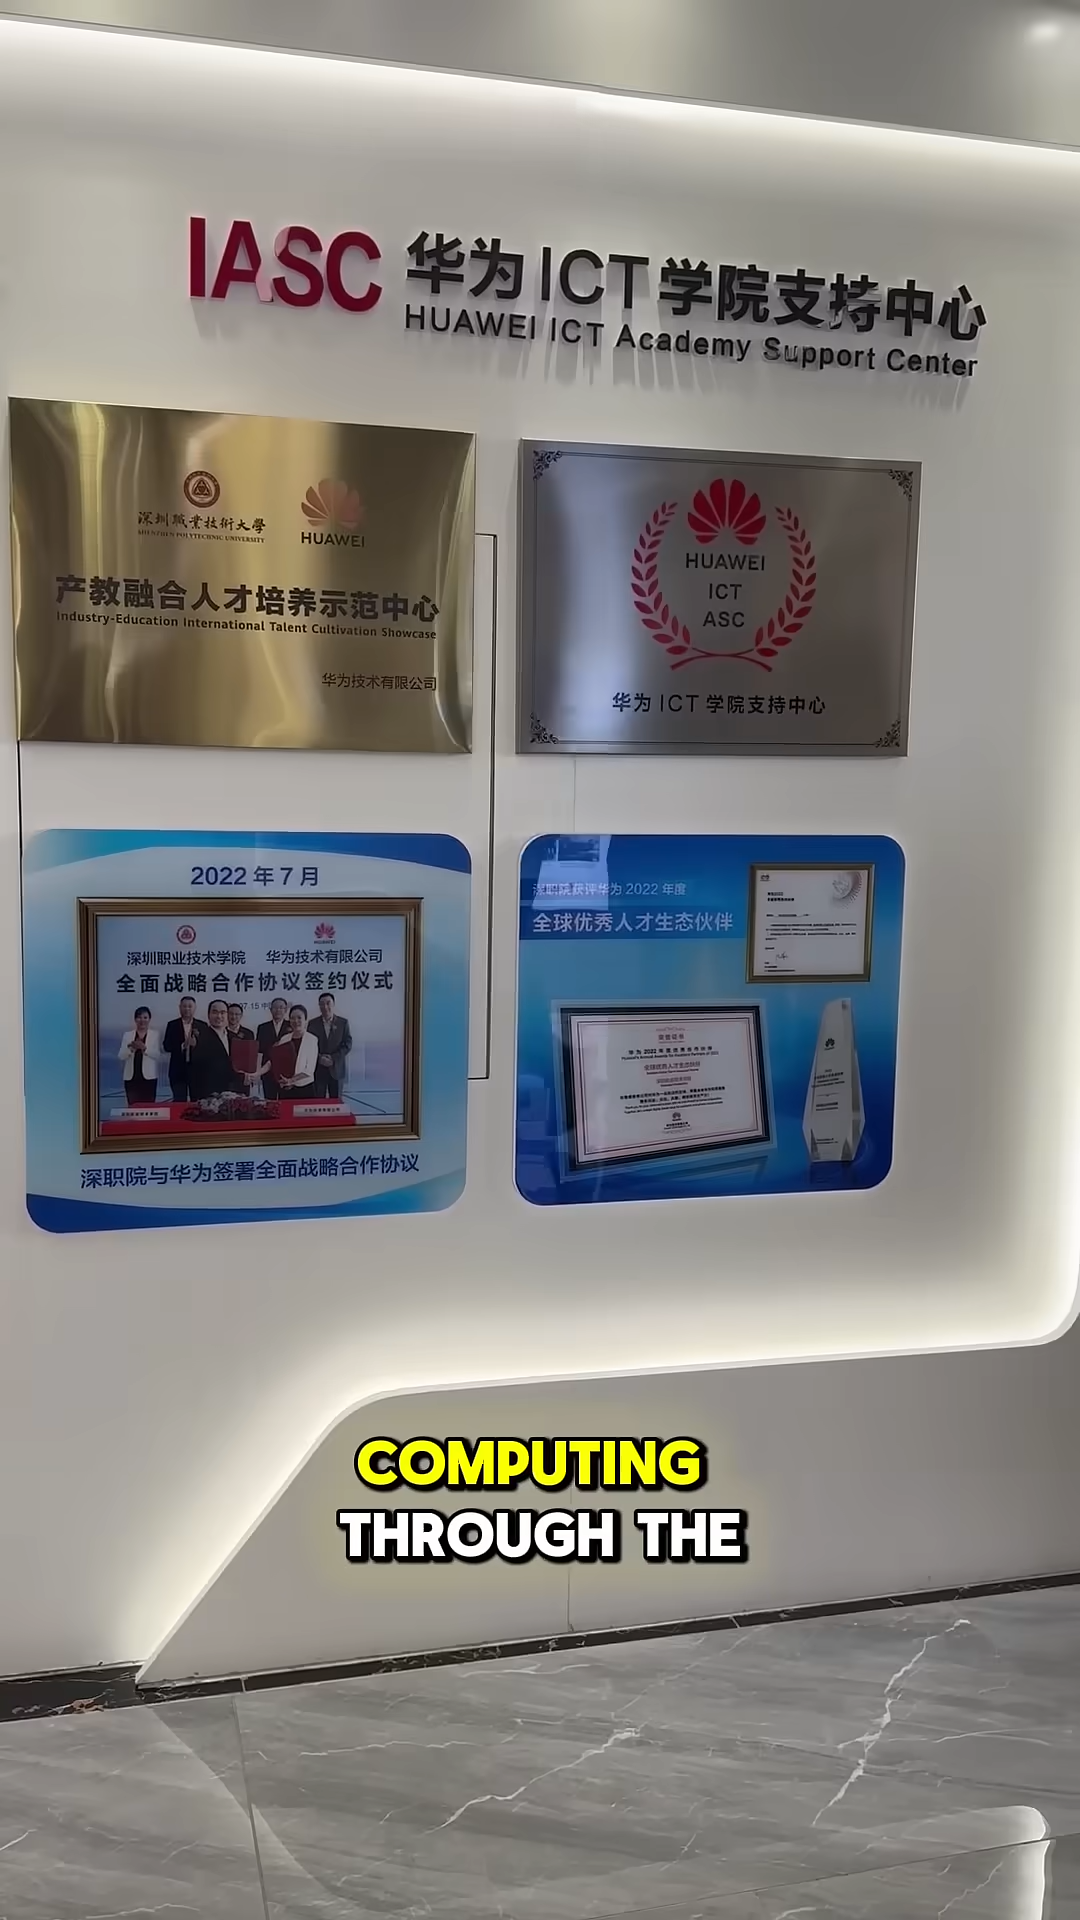 IASC 华为 ICT 学院支持中心
HUAWEI ICT Academy Support Center
深圳職業技術大學
SHENZHEN POLYTECHNIC UNIVERSITY
HUAWEI
产教融合人才培养示范中心
Industry-Education International Talent Cultivation Showcase
华为技术有限公司
HUAWEI
ICT
ASC
华为 ICT 学院支持中心
2022 年 7 月
深圳职业技术学院 华为技术有限公司
全面战略合作协议签约仪式
深职院与华为签署全面战略合作协议
深职院获评华为 2022 年度
全球优秀人才生态伙伴
荣誉证书
COMPUTING
THROUGH THE